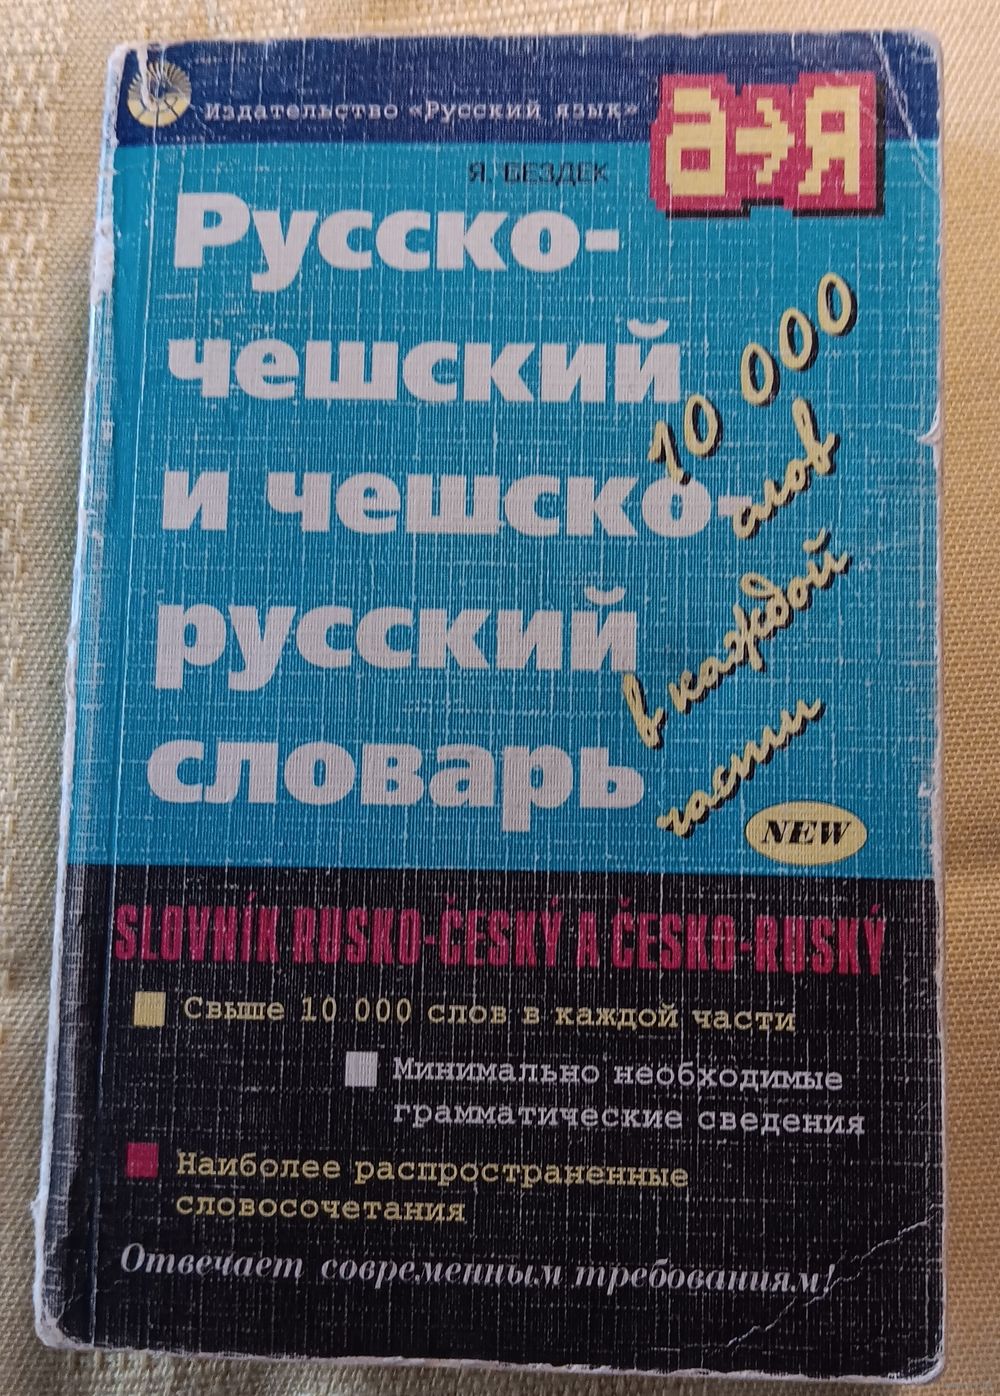 Издательство «Русский язык»
а→я
Я. БЕЗДЕК
Русско-
чешский
и чешско-
русский
словарь
10 000
слов
в каждой
части
NEW
SLOVNÍK RUSKO-ČESKÝ A ČESKO-RUSKÝ
Свыше 10 000 слов в каждой части
Минимально необходимые
грамматические сведения
Наиболее распространенные
словосочетания
Отвечает современным требованиям!